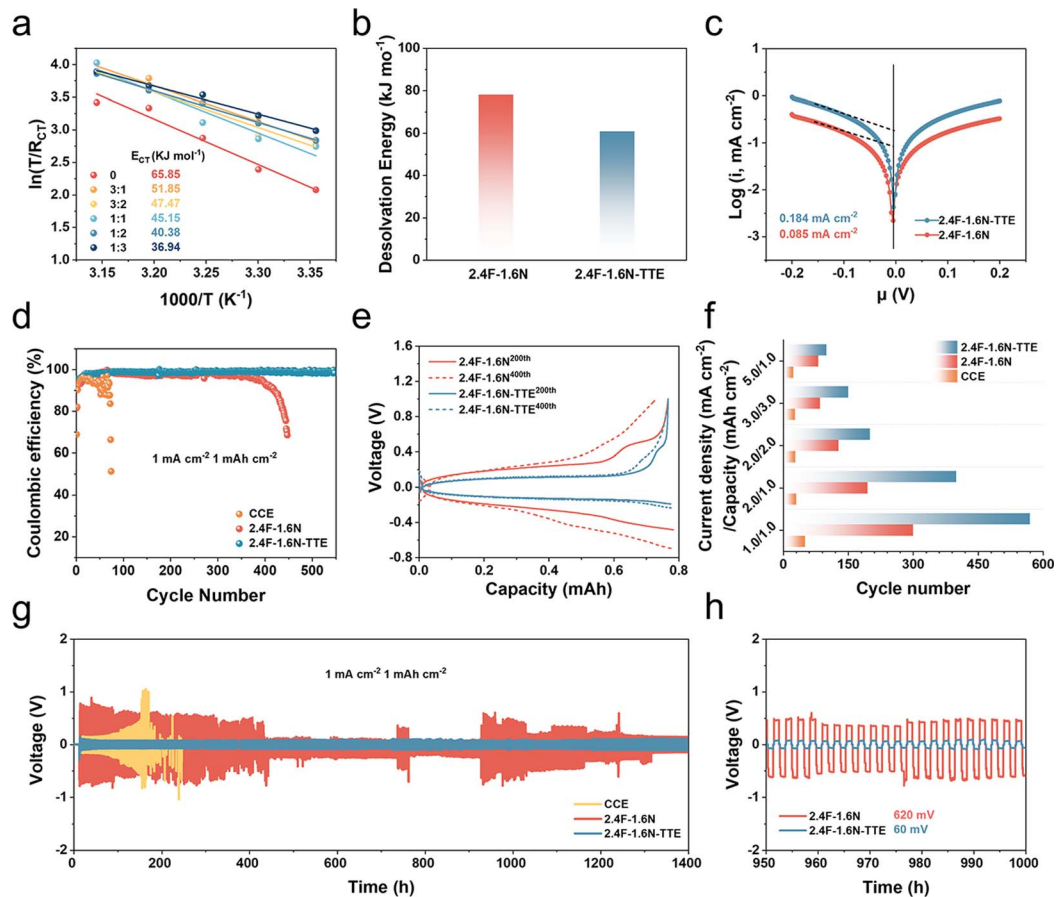 a
ln(T/R_CT)
4.0
3.5
3.0
2.5
2.0
1.5
1.0
E_CT (KJ mol⁻¹)
0 65.85
3:1 51.85
3:2 47.47
1:1 45.15
1:2 40.38
1:3 36.94
3.15 3.20 3.25 3.30 3.35
1000/T (K⁻¹)
b
Desolvation Energy (kJ mo⁻¹)
100
80
60
40
20
0
2.4F-1.6N 2.4F-1.6N-TTE
c
Log (i, mA cm⁻²)
1
0
-1
-2
-3
0.184 mA cm⁻²
0.085 mA cm⁻²
2.4F-1.6N-TTE
2.4F-1.6N
-0.2 -0.1 0.0 0.1 0.2
μ (V)
d
Coulombic efficiency (%)
100
80
60
40
20
1 mA cm⁻² 1 mAh cm⁻²
CCE
2.4F-1.6N
2.4F-1.6N-TTE
0 100 200 300 400 500
Cycle Number
e
Voltage (V)
1.6
1.2
0.8
0.4
0.0
-0.4
-0.8
2.4F-1.6N²⁰⁰ᵗʰ
2.4F-1.6N⁴⁰⁰ᵗʰ
2.4F-1.6N-TTE²⁰⁰ᵗʰ
2.4F-1.6N-TTE⁴⁰⁰ᵗʰ
0.0 0.2 0.4 0.6 0.8
Capacity (mAh)
f
Current density (mA cm⁻²)
/Capacity (mAh cm⁻²)
5.0/1.0
3.0/3.0
2.0/2.0
2.0/1.0
1.0/1.0
2.4F-1.6N-TTE
2.4F-1.6N
CCE
0 150 300 450 600
Cycle number
g
Voltage (V)
2
1
0
-1
-2
1 mA cm⁻² 1 mAh cm⁻²
CCE
2.4F-1.6N
2.4F-1.6N-TTE
0 200 400 600 800 1000 1200 1400
Time (h)
h
Voltage (V)
2
1
0
-1
-2
2.4F-1.6N 620 mV
2.4F-1.6N-TTE 60 mV
950 960 970 980 990 1000
Time (h)